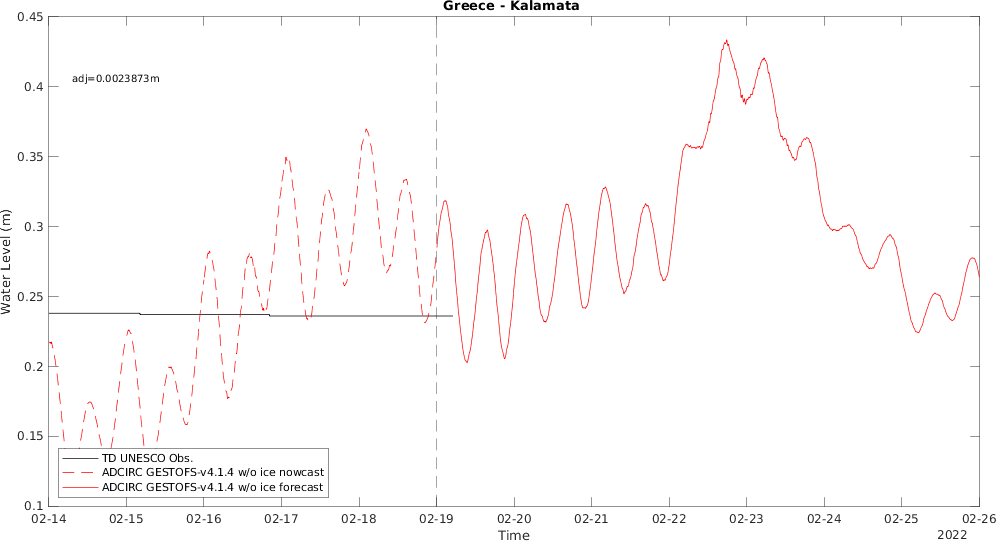 Greece - Kalamata
0.45
0.4
0.35
0.3
0.25
0.2
0.15
0.1
Water Level (m)
adj=0.0023873m
TD UNESCO Obs.
ADCIRC GESTOFS-v4.1.4 w/o ice nowcast
ADCIRC GESTOFS-v4.1.4 w/o ice forecast
02-14 02-15 02-16 02-17 02-18 02-19 02-20 02-21 02-22 02-23 02-24 02-25 02-26
Time
2022